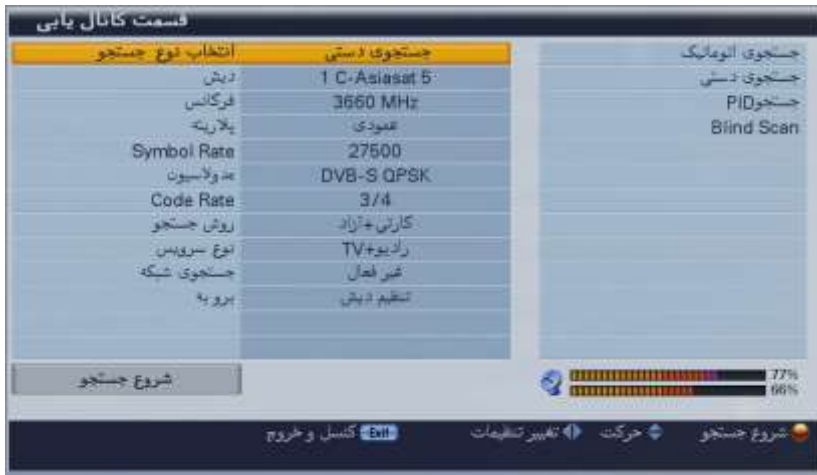 قسمت کانال یابی
انتخاب نوع جستجو جستجوی دستی
دیش 1 C-Asiasat 5
فرکانس 3660 MHz
پلاریته عمودی
Symbol Rate 27500
مدولاسیون DVB-S QPSK
Code Rate 3/4
روش جستجو کارتی+آزاد
نوع سرویس رادیو+TV
جستجوی شبکه غیر فعال
برو به تنظیم دیش
جستجوی اتوماتیک
جستجوی دستی
جستجوPID
Blind Scan
شروع جستجو
77%
66%
شروع جستجو حرکت تغییر تنظیمات Exit کنسل و خروج